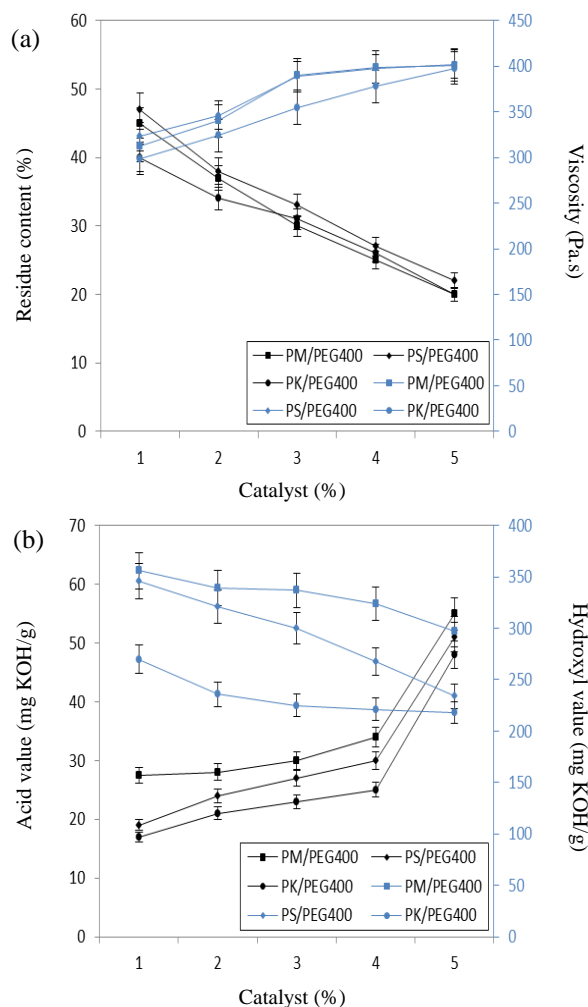 (a)
60
50
40
30
20
10
0
Residue content (%)
450
400
350
300
250
200
150
100
50
0
Viscosity (Pa.s)
PM/PEG400 PS/PEG400
PK/PEG400 PM/PEG400
PS/PEG400 PK/PEG400
1 2 3 4 5
Catalyst (%)
(b)
70
60
50
40
30
20
10
0
Acid value (mg KOH/g)
400
350
300
250
200
150
100
50
0
Hydroxyl value (mg KOH/g)
PM/PEG400 PS/PEG400
PK/PEG400 PM/PEG400
PS/PEG400 PK/PEG400
1 2 3 4 5
Catalyst (%)